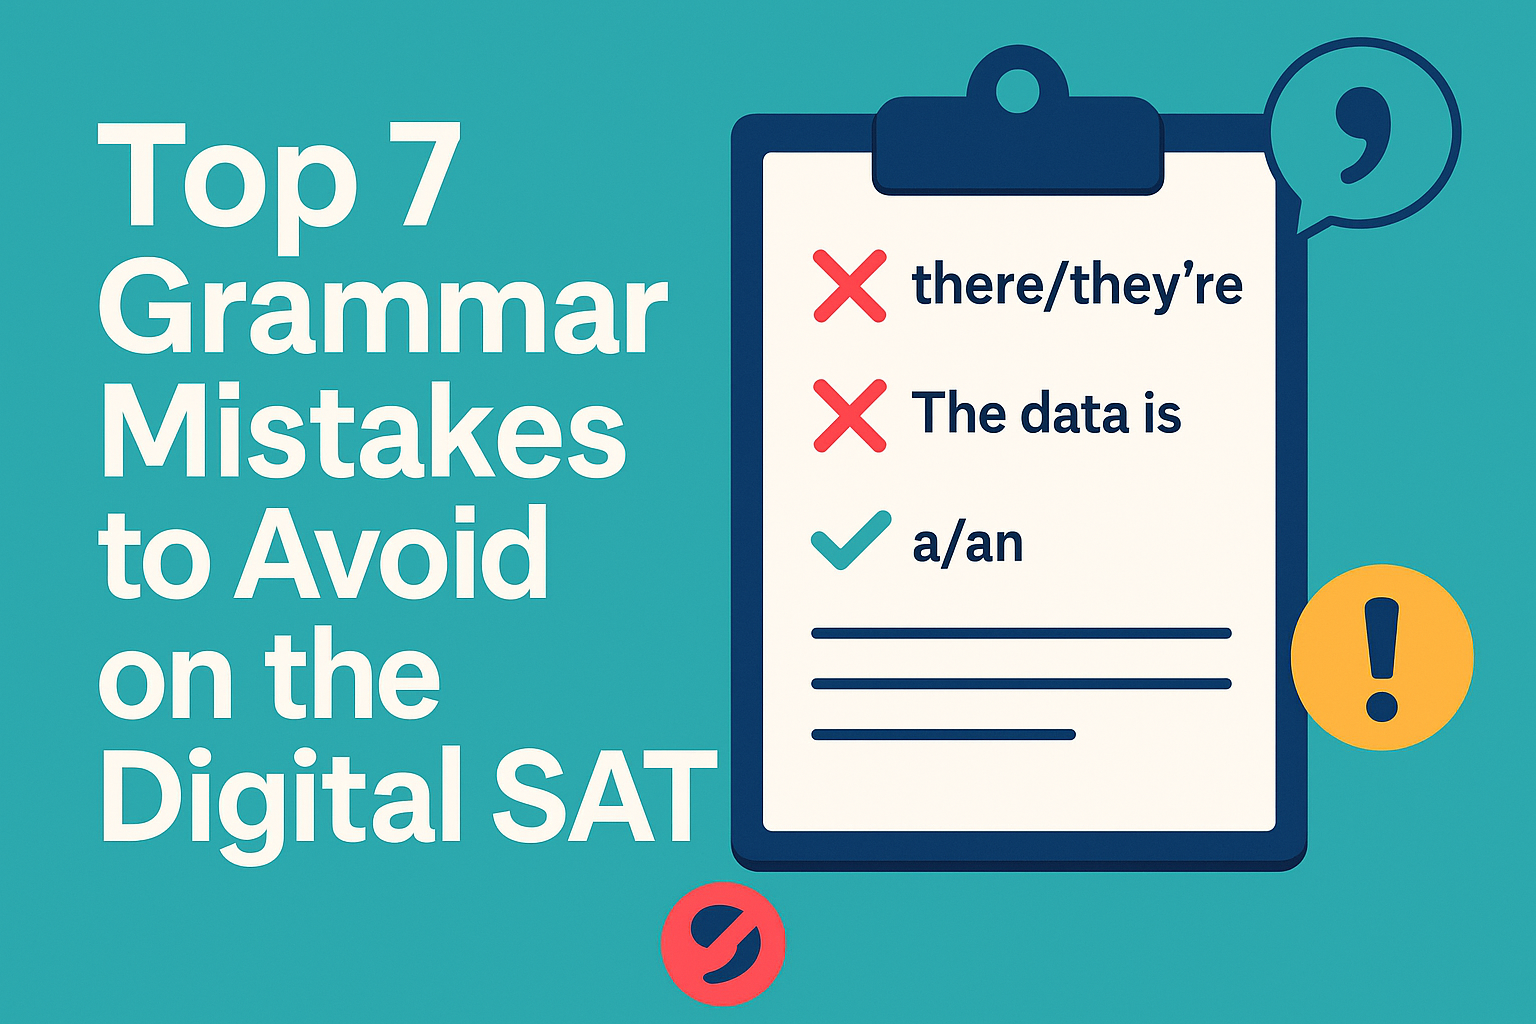 Top 7
Grammar
Mistakes
to Avoid
on the
Digital SAT
there/they’re
The data is
a/an